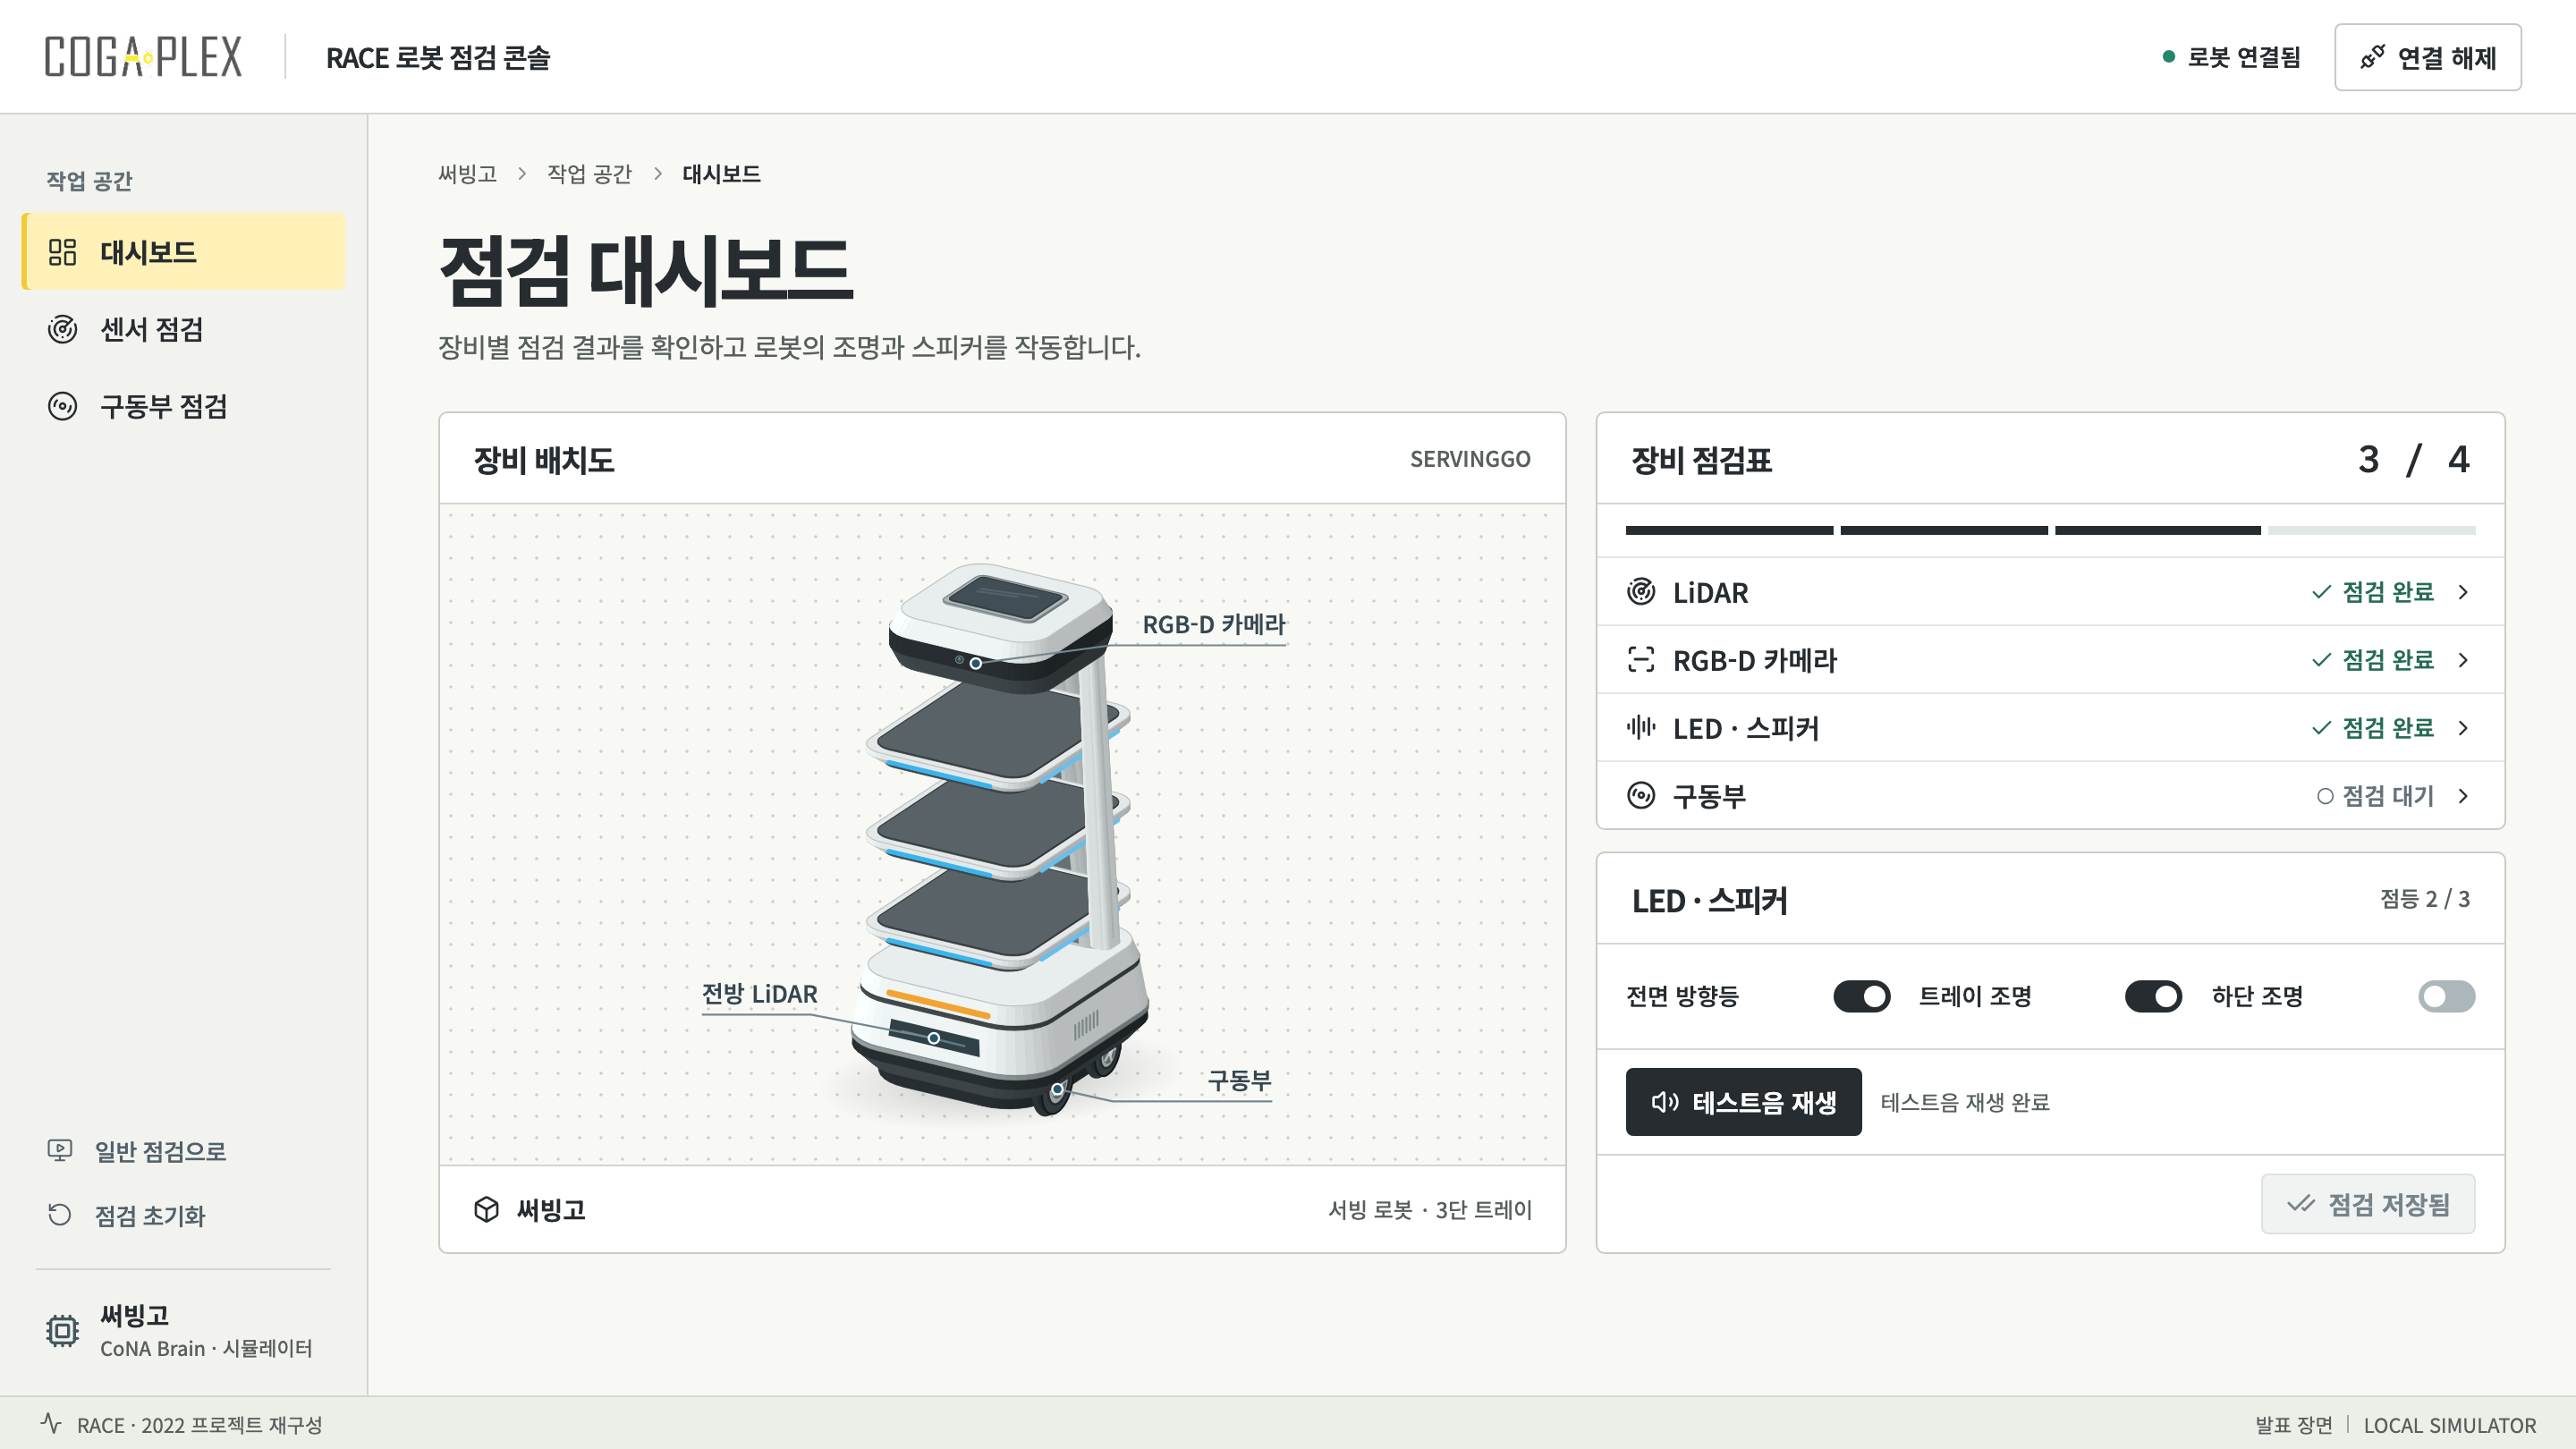 COGAPLEX
RACE 로봇 점검 콘솔
로봇 연결됨
연결 해제
작업 공간
대시보드
센서 점검
구동부 점검
일반 점검으로
점검 초기화
써빙고
CoNA Brain · 시뮬레이터
써빙고 > 작업 공간 > 대시보드
점검 대시보드
장비별 점검 결과를 확인하고 로봇의 조명과 스피커를 작동합니다.
장비 배치도
SERVINGGO
RGB-D 카메라
전방 LiDAR
구동부
써빙고
서빙 로봇 · 3단 트레이
장비 점검표
3 / 4
LiDAR
점검 완료
RGB-D 카메라
점검 완료
LED · 스피커
점검 완료
구동부
점검 대기
LED · 스피커
점등 2 / 3
전면 방향등
트레이 조명
하단 조명
테스트음 재생
테스트음 재생 완료
점검 저장됨
RACE · 2022 프로젝트 재구성
발표 장면
LOCAL SIMULATOR